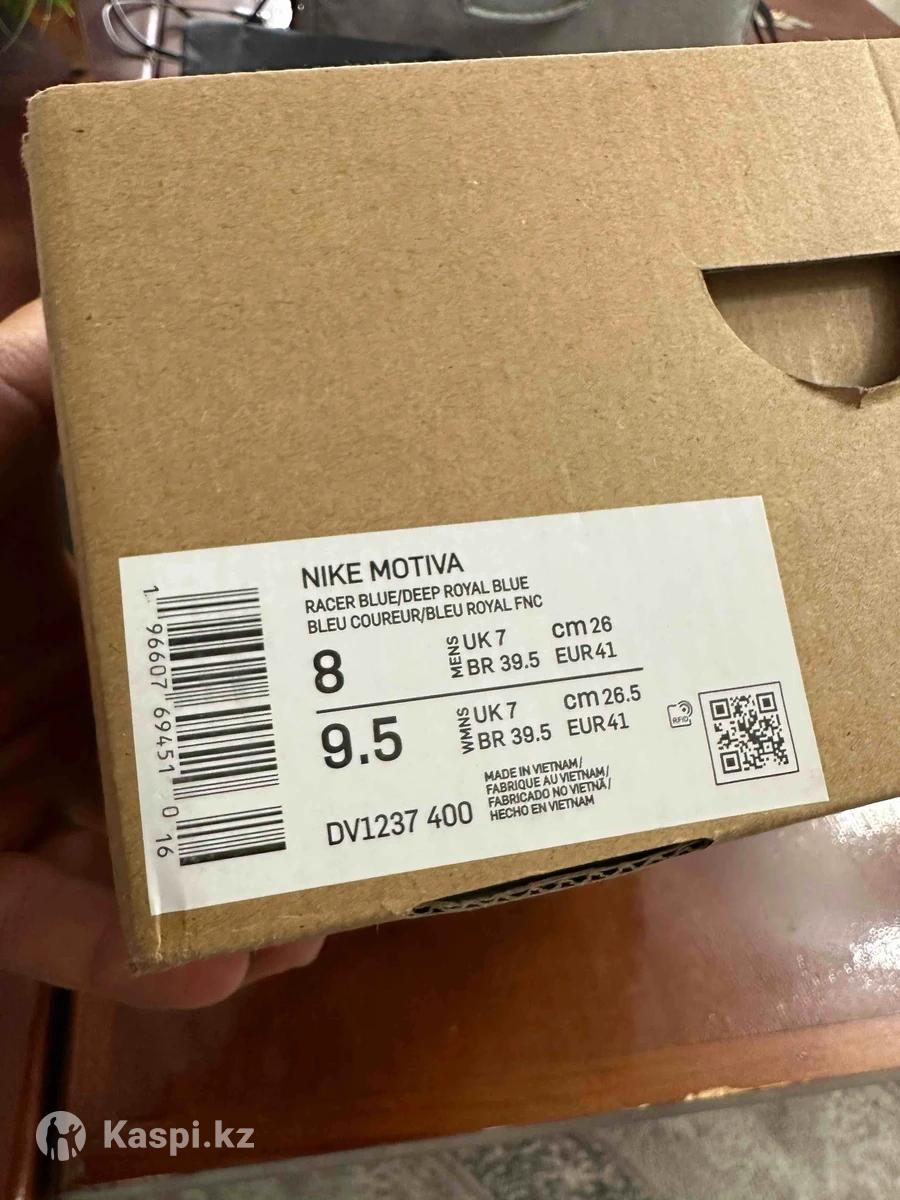 NIKE MOTIVA
RACER BLUE/DEEP ROYAL BLUE
BLEU COUREUR/BLEU ROYAL FNC
8 MENS UK 7 cm 26
BR 39.5 EUR 41
9.5 WMNS UK 7 cm 26.5
BR 39.5 EUR 41
RFID
DV1237 400
MADE IN VIETNAM/
FABRIQUE AU VIETNAM/
FABRICADO NO VIETNÃ/
HECHO EN VIETNAM
1 96607 69451 0 16
Kaspi.kz